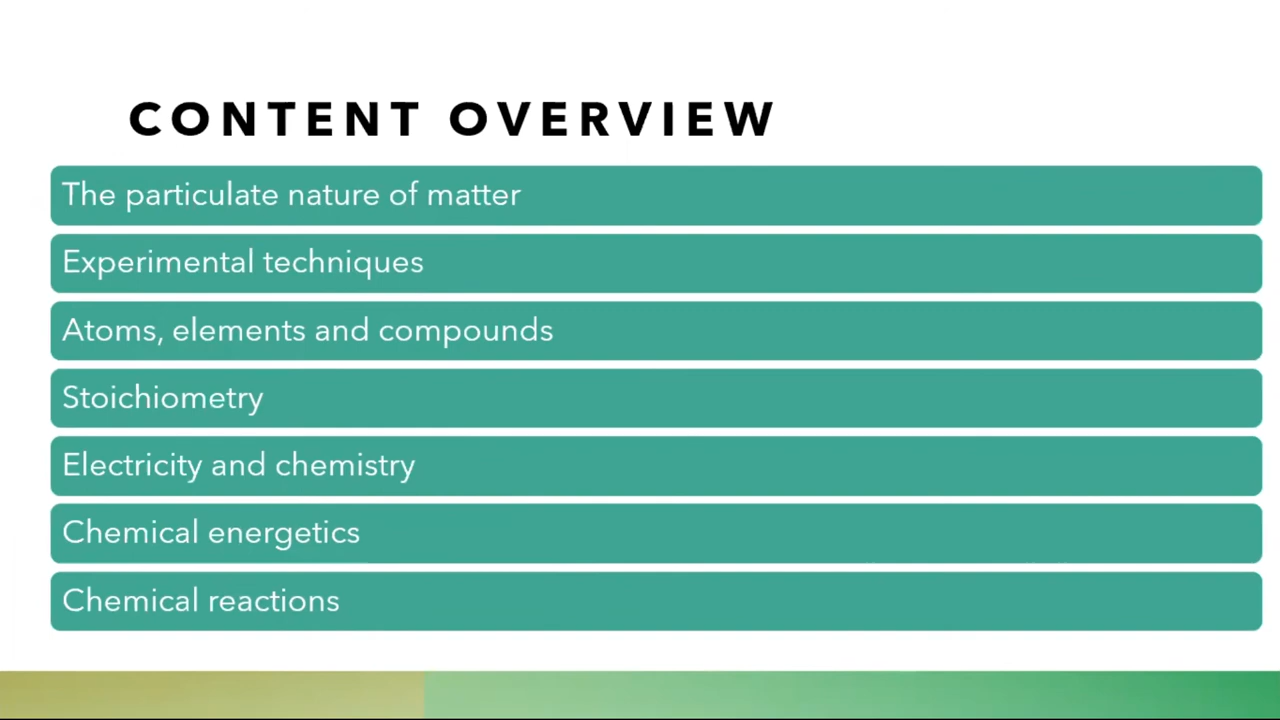 CONTENT OVERVIEW
The particulate nature of matter
Experimental techniques
Atoms, elements and compounds
Stoichiometry
Electricity and chemistry
Chemical energetics
Chemical reactions